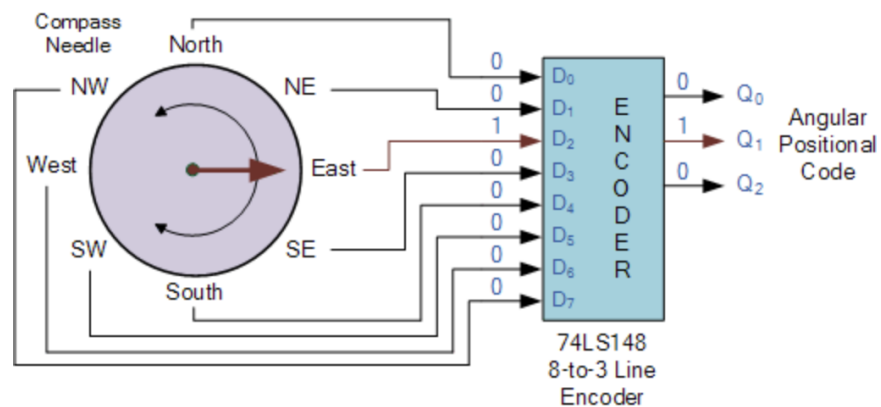 Compass
Needle
North
NW
NE
West
East
SW
SE
South
0
0
1
0
0
0
0
0
D0
D1
D2
D3
D4
D5
D6
D7
ENCODER
0
1
0
Q0
Q1
Q2
Angular
Positional
Code
74LS148
8-to-3 Line
Encoder